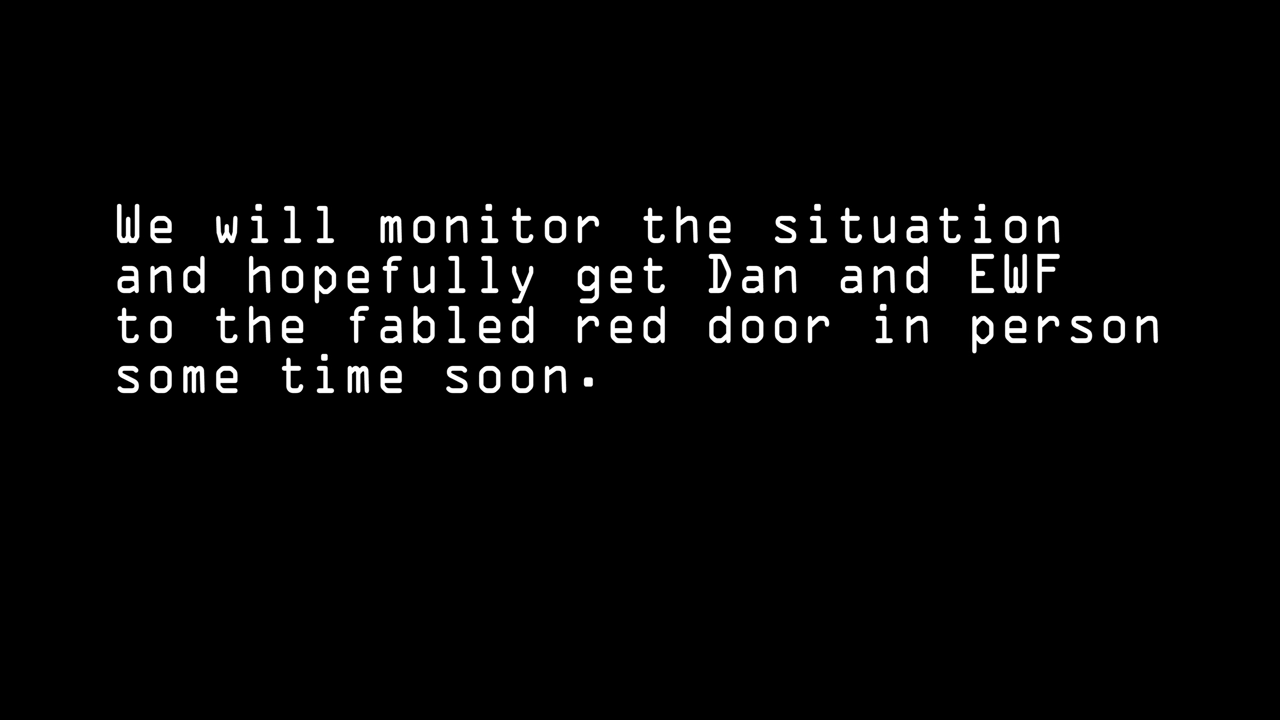 We will monitor the situation
and hopefully get Dan and EWF
to the fabled red door in person
some time soon.